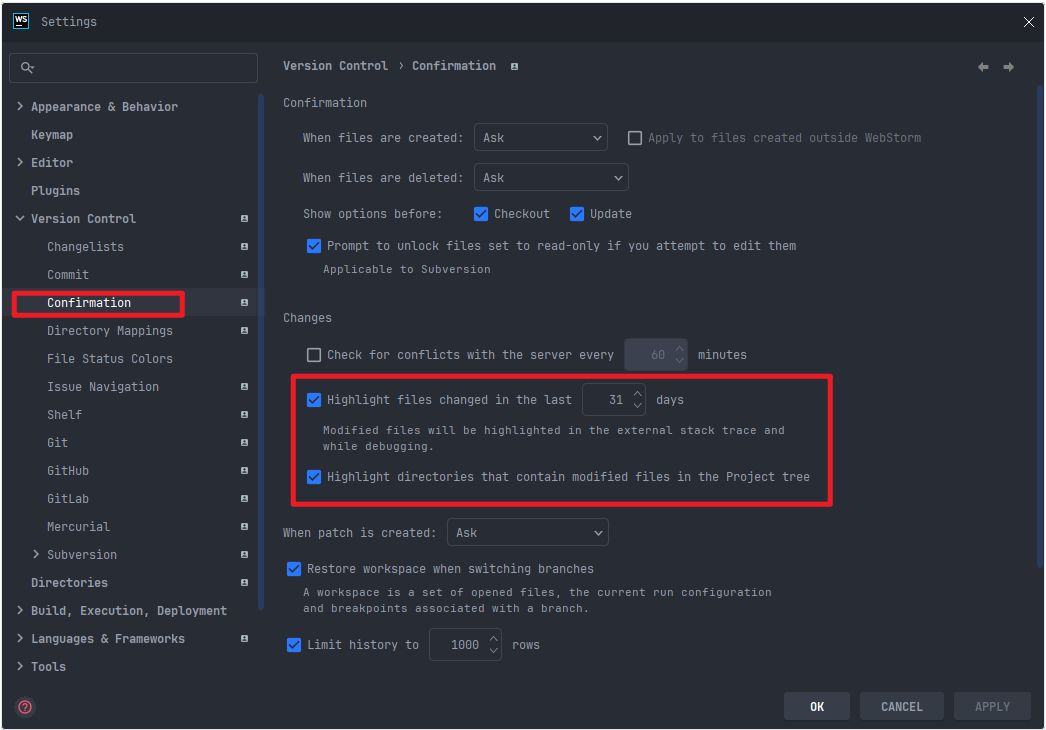 WS Settings
Appearance & Behavior
Keymap
Editor
Plugins
Version Control
Changelists
Commit
Confirmation
Directory Mappings
File Status Colors
Issue Navigation
Shelf
Git
GitHub
GitLab
Mercurial
Subversion
Directories
Build, Execution, Deployment
Languages & Frameworks
Tools
Version Control › Confirmation
Confirmation
When files are created: Ask Apply to files created outside WebStorm
When files are deleted: Ask
Show options before: Checkout Update
Prompt to unlock files set to read-only if you attempt to edit them
Applicable to Subversion
Changes
Check for conflicts with the server every 60 minutes
Highlight files changed in the last 31 days
Modified files will be highlighted in the external stack trace and
while debugging.
Highlight directories that contain modified files in the Project tree
When patch is created: Ask
Restore workspace when switching branches
A workspace is a set of opened files, the current run configuration
and breakpoints associated with a branch.
Limit history to 1000 rows
? OK CANCEL APPLY